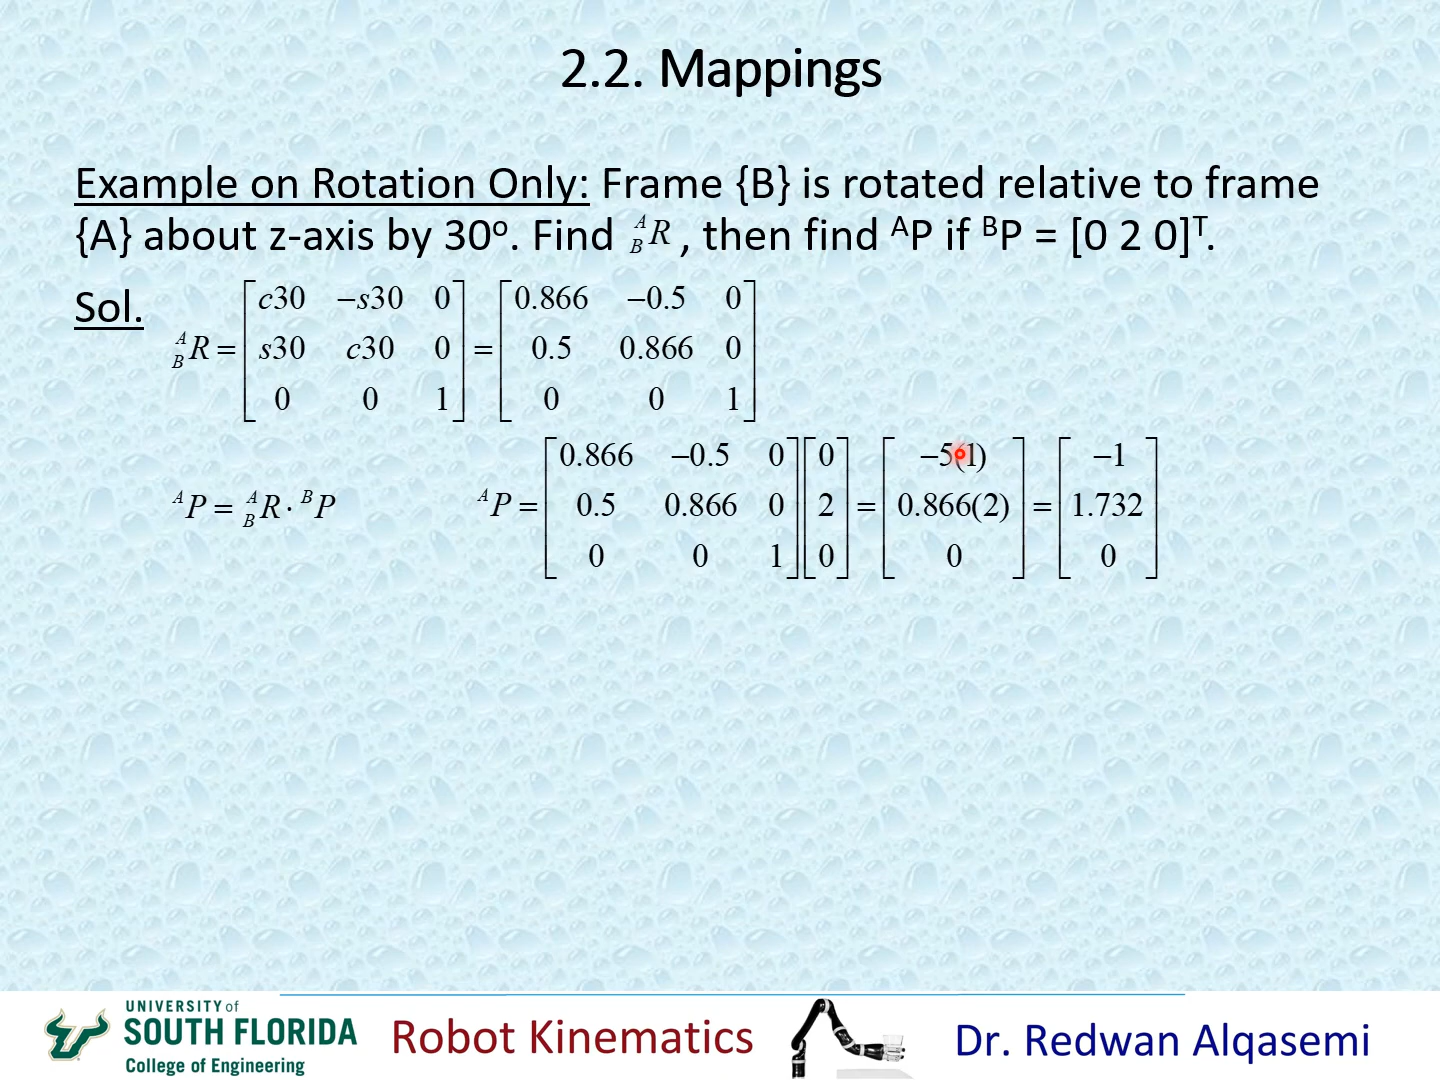 2.2. Mappings
Example on Rotation Only: Frame {B} is rotated relative to frame
{A} about z-axis by 30º. Find ᴬ_B R , then find ᴬP if ᴮP = [0 2 0]ᵀ.
Sol.
ᴬ_B R = [c30 −s30 0; s30 c30 0; 0 0 1] = [0.866 −0.5 0; 0.5 0.866 0; 0 0 1]
ᴬP = ᴬ_B R · ᴮP
ᴬP = [0.866 −0.5 0; 0.5 0.866 0; 0 0 1][0; 2; 0] = [−5(1); 0.866(2); 0] = [−1; 1.732; 0]
UNIVERSITY of
SOUTH FLORIDA
College of Engineering
Robot Kinematics
Dr. Redwan Alqasemi